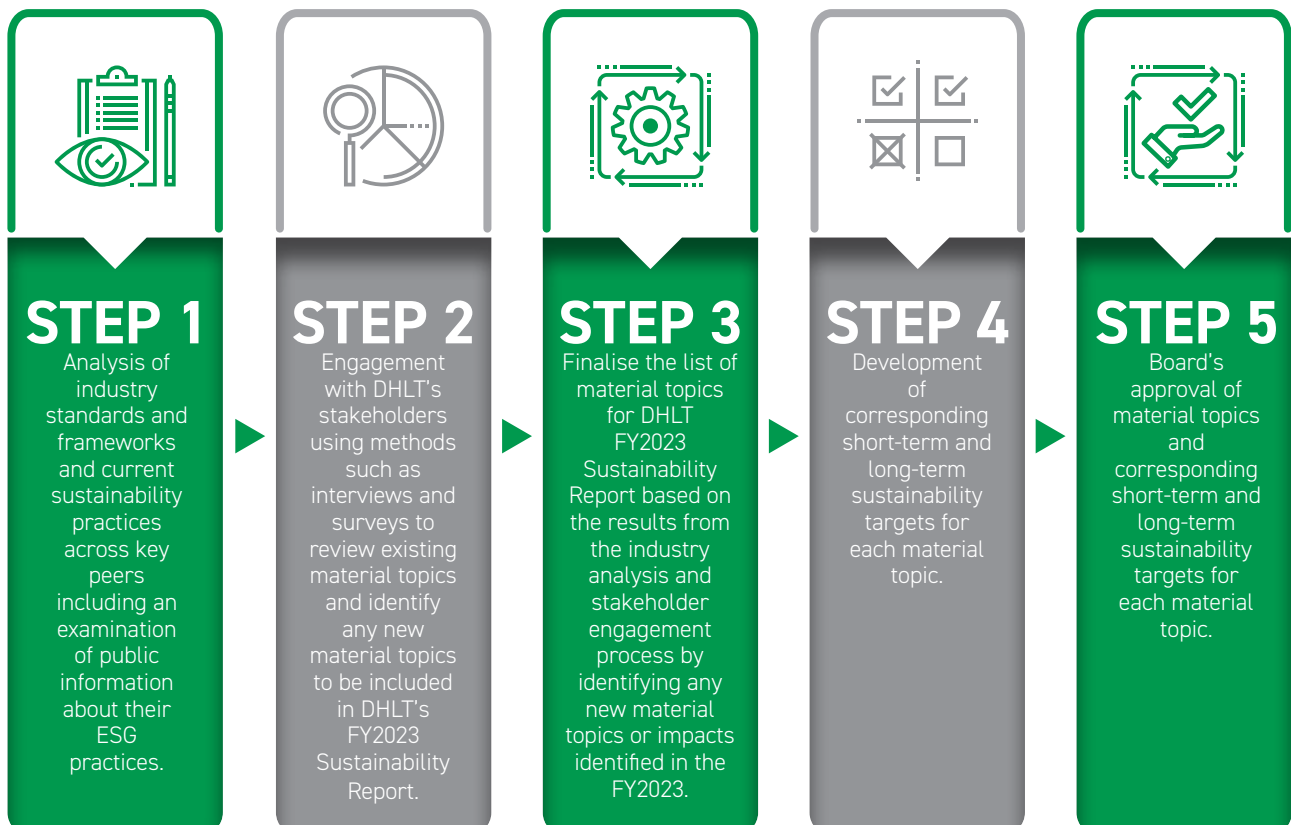 STEP 1
Analysis of
industry
standards and
frameworks
and current
sustainability
practices
across key
peers
including an
examination
of public
information
about their
ESG
practices.
STEP 2
Engagement
with DHLT's
stakeholders
using methods
such as
interviews and
surveys to
review existing
material topics
and identify
any new
material topics
to be included
in DHLT's
FY2023
Sustainability
Report.
STEP 3
Finalise the list of
material topics
for DHLT
FY2023
Sustainability
Report based on
the results from
the industry
analysis and
stakeholder
engagement
process by
identifying any
new material
topics or impacts
identified in the
FY2023.
STEP 4
Development
of
corresponding
short-term and
long-term
sustainability
targets for
each material
topic.
STEP 5
Board's
approval of
material topics
and
corresponding
short-term and
long-term
sustainability
targets for
each material
topic.